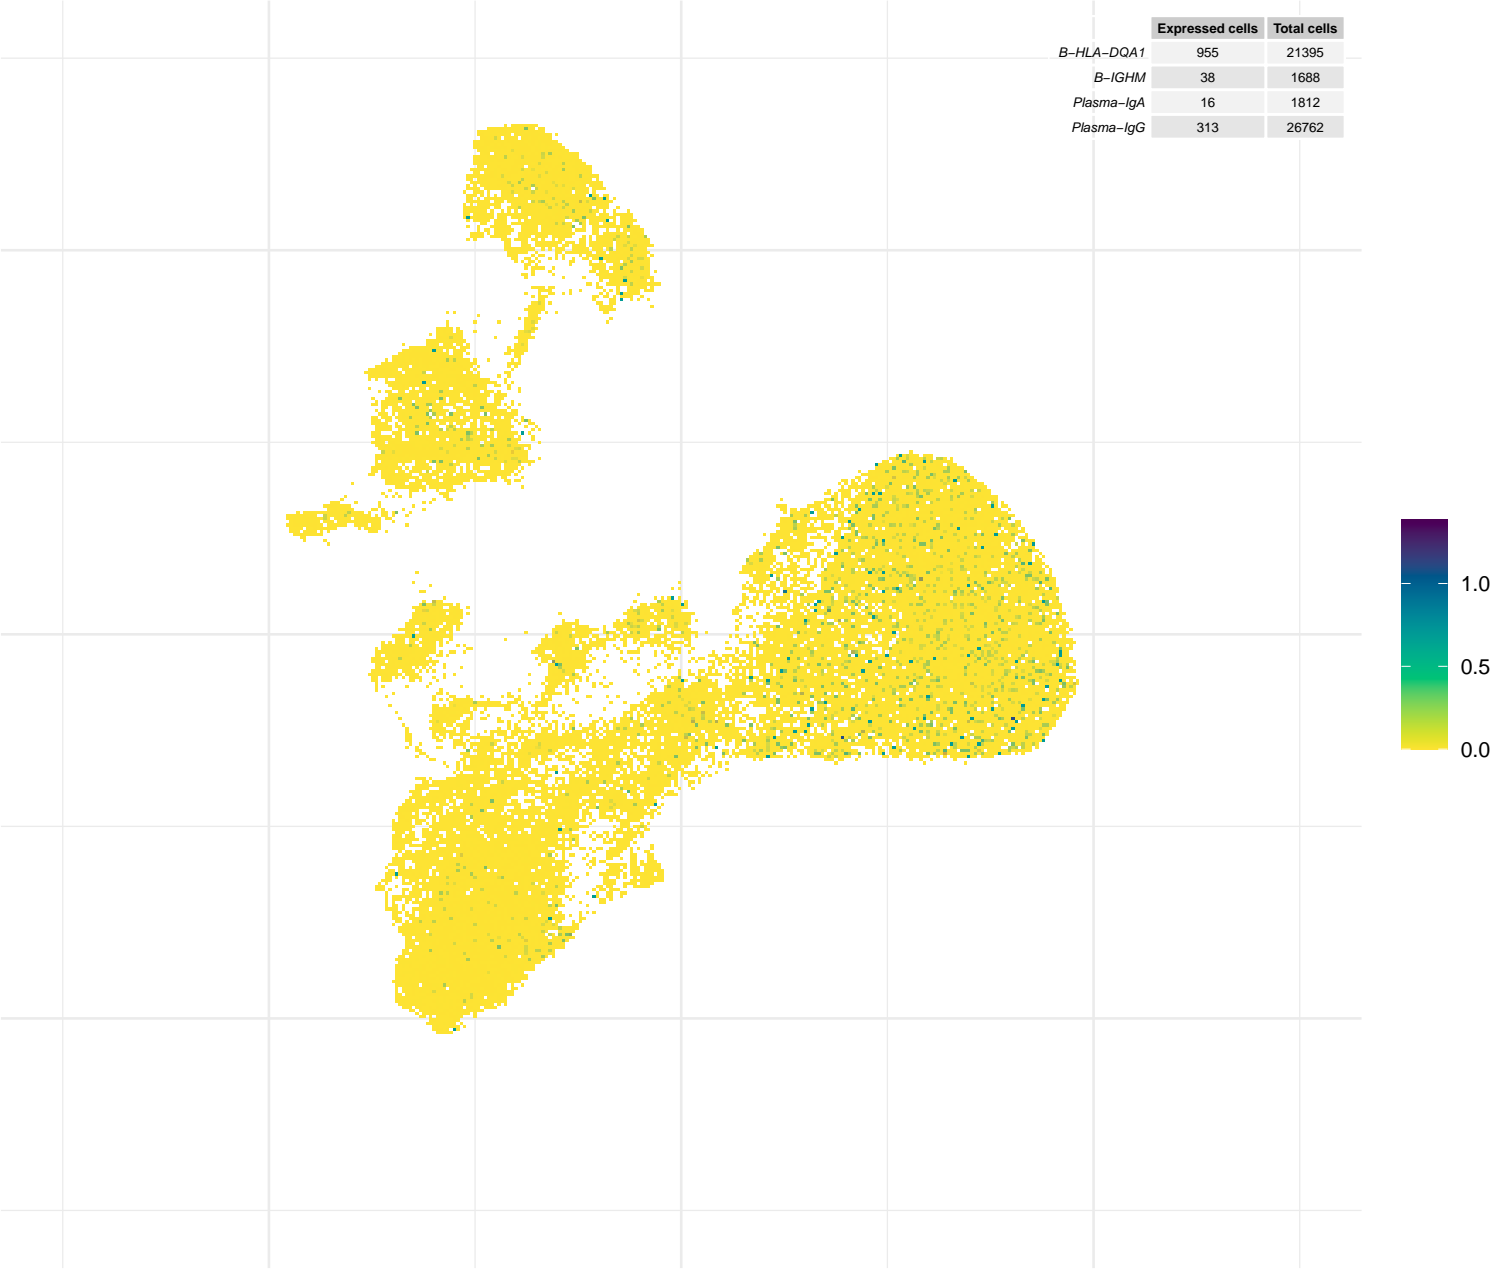 Expressed cells Total cells
B−HLA−DQA1 955 21395
B−IGHM 38 1688
Plasma−IgA 16 1812
Plasma−IgG 313 26762
1.0
0.5
0.0